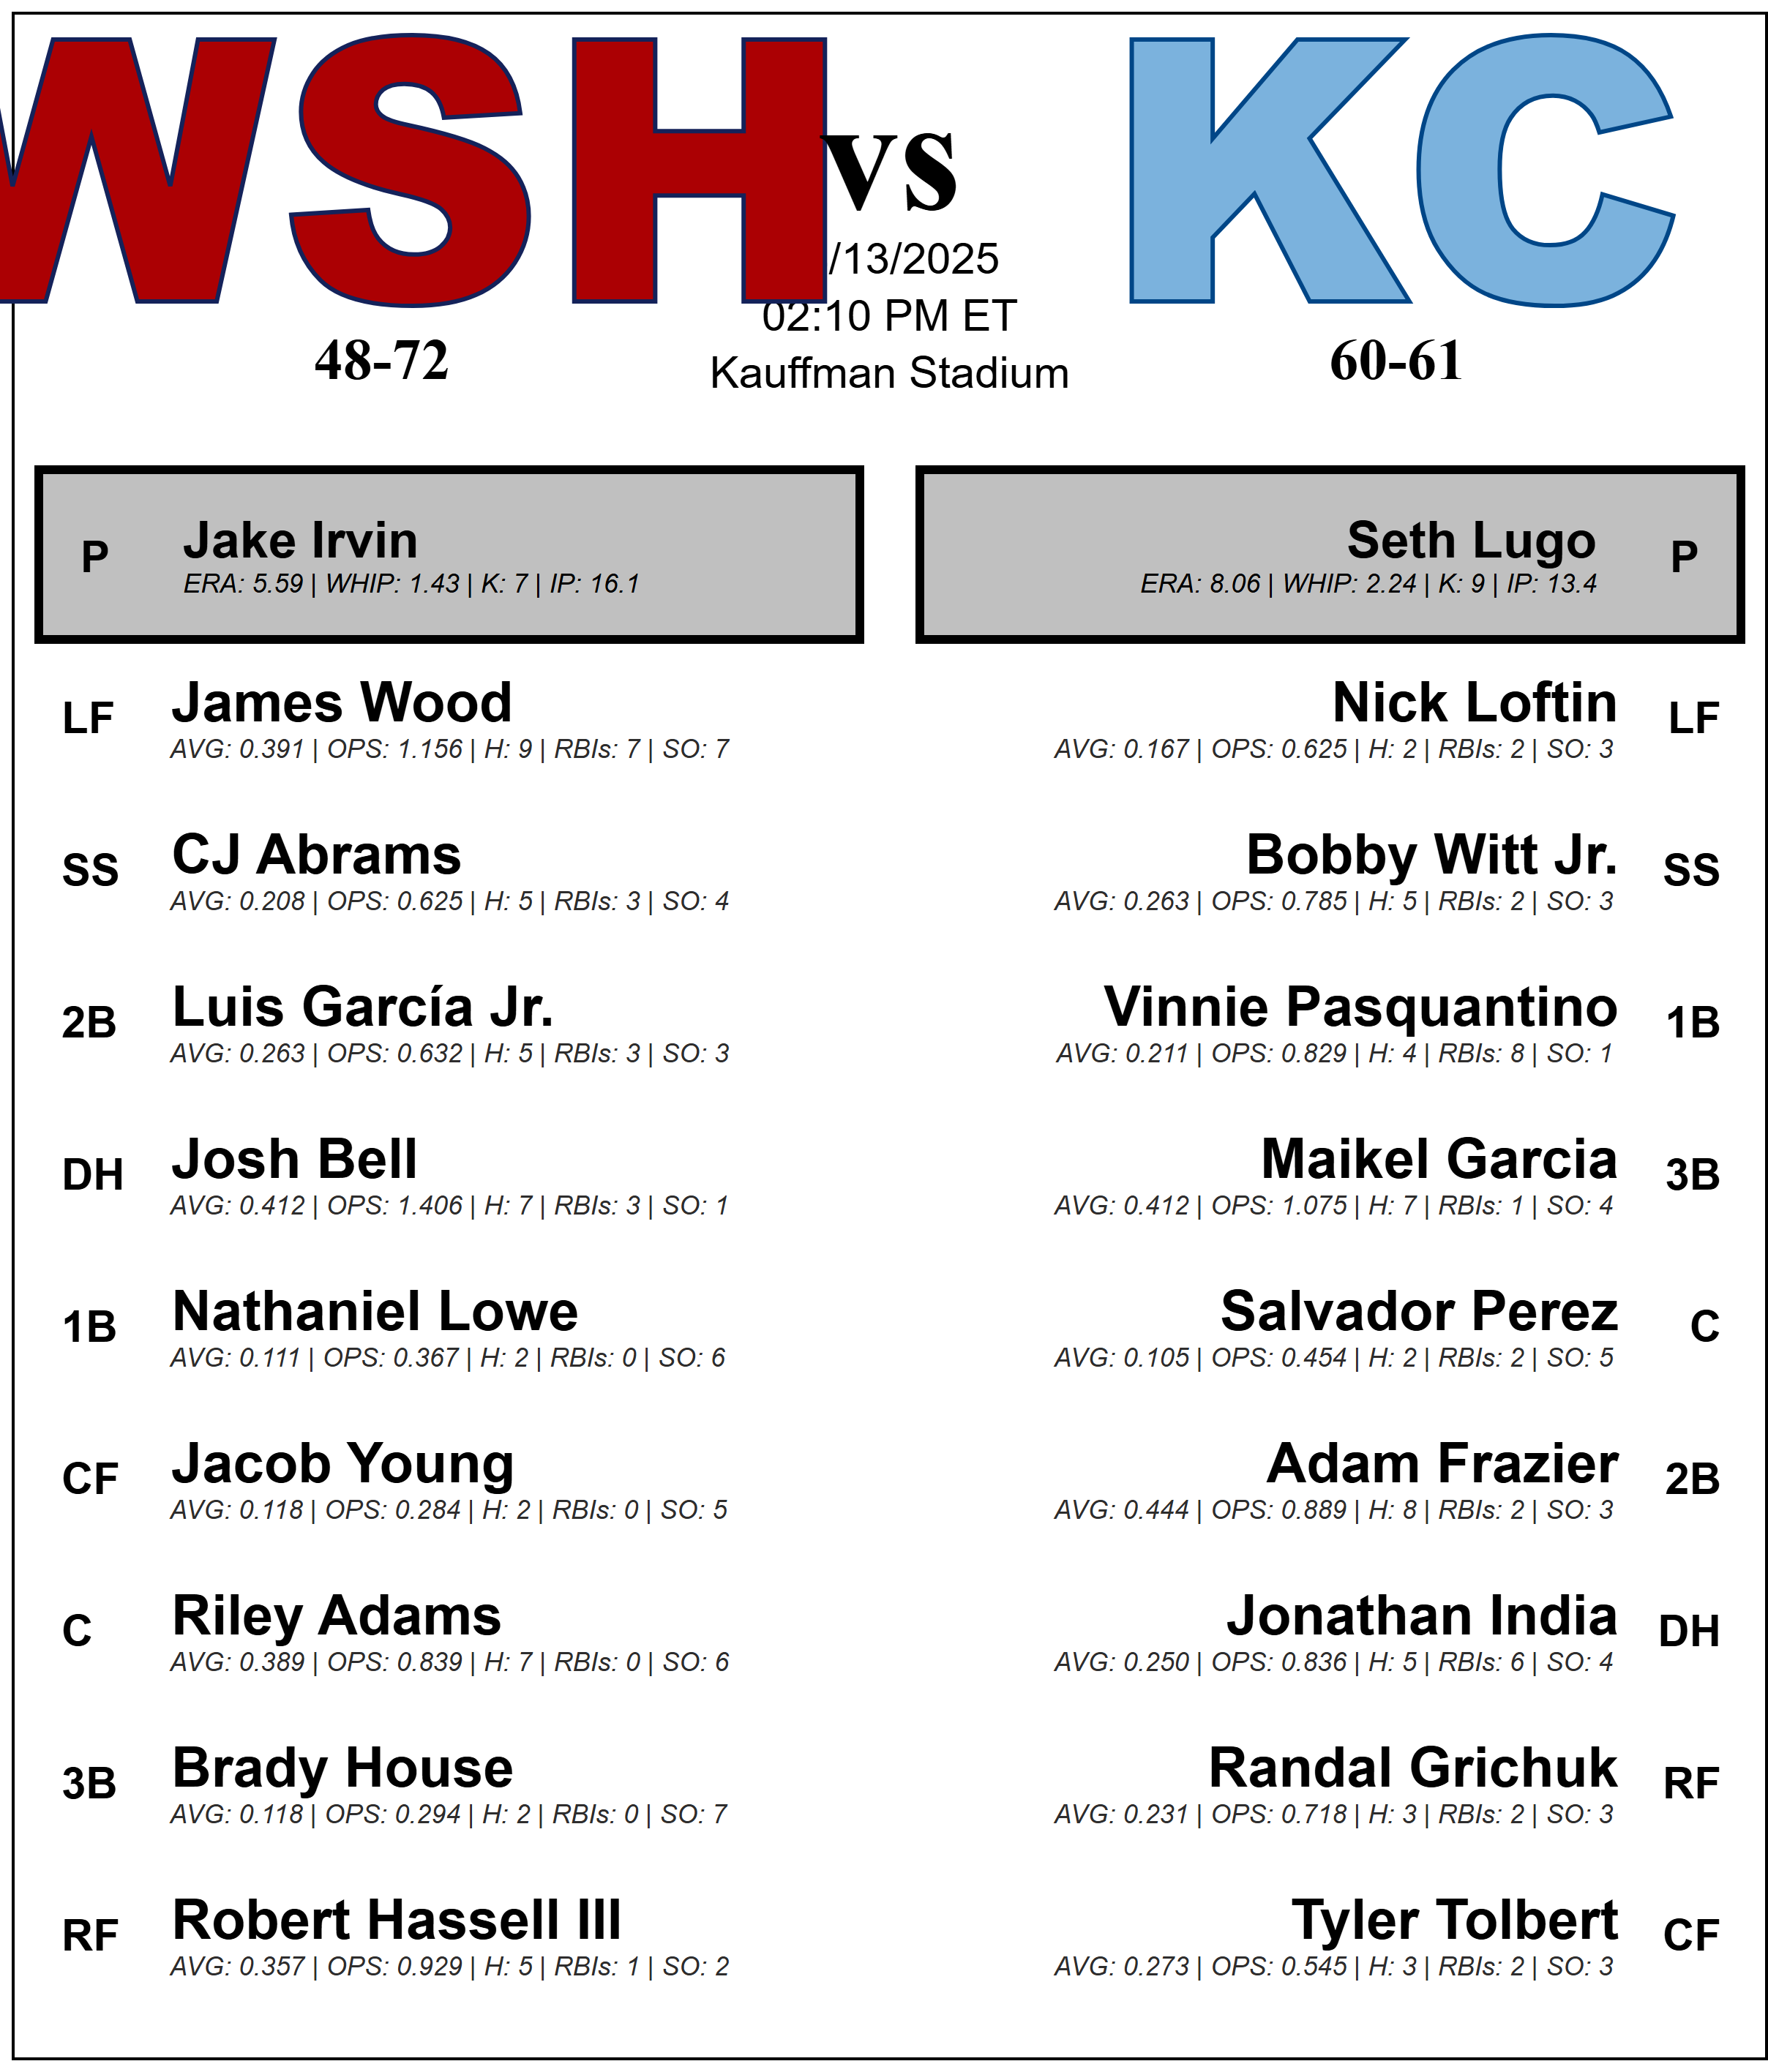 WSH vs KC
/13/2025
02:10 PM ET
Kauffman Stadium
48-72
60-61
P
Jake Irvin
ERA: 5.59 | WHIP: 1.43 | K: 7 | IP: 16.1
Seth Lugo
P
ERA: 8.06 | WHIP: 2.24 | K: 9 | IP: 13.4
LF
James Wood
AVG: 0.391 | OPS: 1.156 | H: 9 | RBIs: 7 | SO: 7
Nick Loftin
LF
AVG: 0.167 | OPS: 0.625 | H: 2 | RBIs: 2 | SO: 3
SS
CJ Abrams
AVG: 0.208 | OPS: 0.625 | H: 5 | RBIs: 3 | SO: 4
Bobby Witt Jr.
SS
AVG: 0.263 | OPS: 0.785 | H: 5 | RBIs: 2 | SO: 3
2B
Luis García Jr.
AVG: 0.263 | OPS: 0.632 | H: 5 | RBIs: 3 | SO: 3
Vinnie Pasquantino
1B
AVG: 0.211 | OPS: 0.829 | H: 4 | RBIs: 8 | SO: 1
DH
Josh Bell
AVG: 0.412 | OPS: 1.406 | H: 7 | RBIs: 3 | SO: 1
Maikel Garcia
3B
AVG: 0.412 | OPS: 1.075 | H: 7 | RBIs: 1 | SO: 4
1B
Nathaniel Lowe
AVG: 0.111 | OPS: 0.367 | H: 2 | RBIs: 0 | SO: 6
Salvador Perez
C
AVG: 0.105 | OPS: 0.454 | H: 2 | RBIs: 2 | SO: 5
CF
Jacob Young
AVG: 0.118 | OPS: 0.284 | H: 2 | RBIs: 0 | SO: 5
Adam Frazier
2B
AVG: 0.444 | OPS: 0.889 | H: 8 | RBIs: 2 | SO: 3
C
Riley Adams
AVG: 0.389 | OPS: 0.839 | H: 7 | RBIs: 0 | SO: 6
Jonathan India
DH
AVG: 0.250 | OPS: 0.836 | H: 5 | RBIs: 6 | SO: 4
3B
Brady House
AVG: 0.118 | OPS: 0.294 | H: 2 | RBIs: 0 | SO: 7
Randal Grichuk
RF
AVG: 0.231 | OPS: 0.718 | H: 3 | RBIs: 2 | SO: 3
RF
Robert Hassell III
AVG: 0.357 | OPS: 0.929 | H: 5 | RBIs: 1 | SO: 2
Tyler Tolbert
CF
AVG: 0.273 | OPS: 0.545 | H: 3 | RBIs: 2 | SO: 3